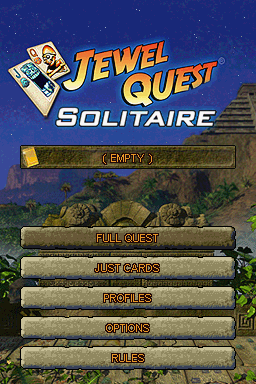 JEWEL
QUEST®
SOLITAIRE
( EMPTY )
FULL QUEST
JUST CARDS
PROFILES
OPTIONS
RULES